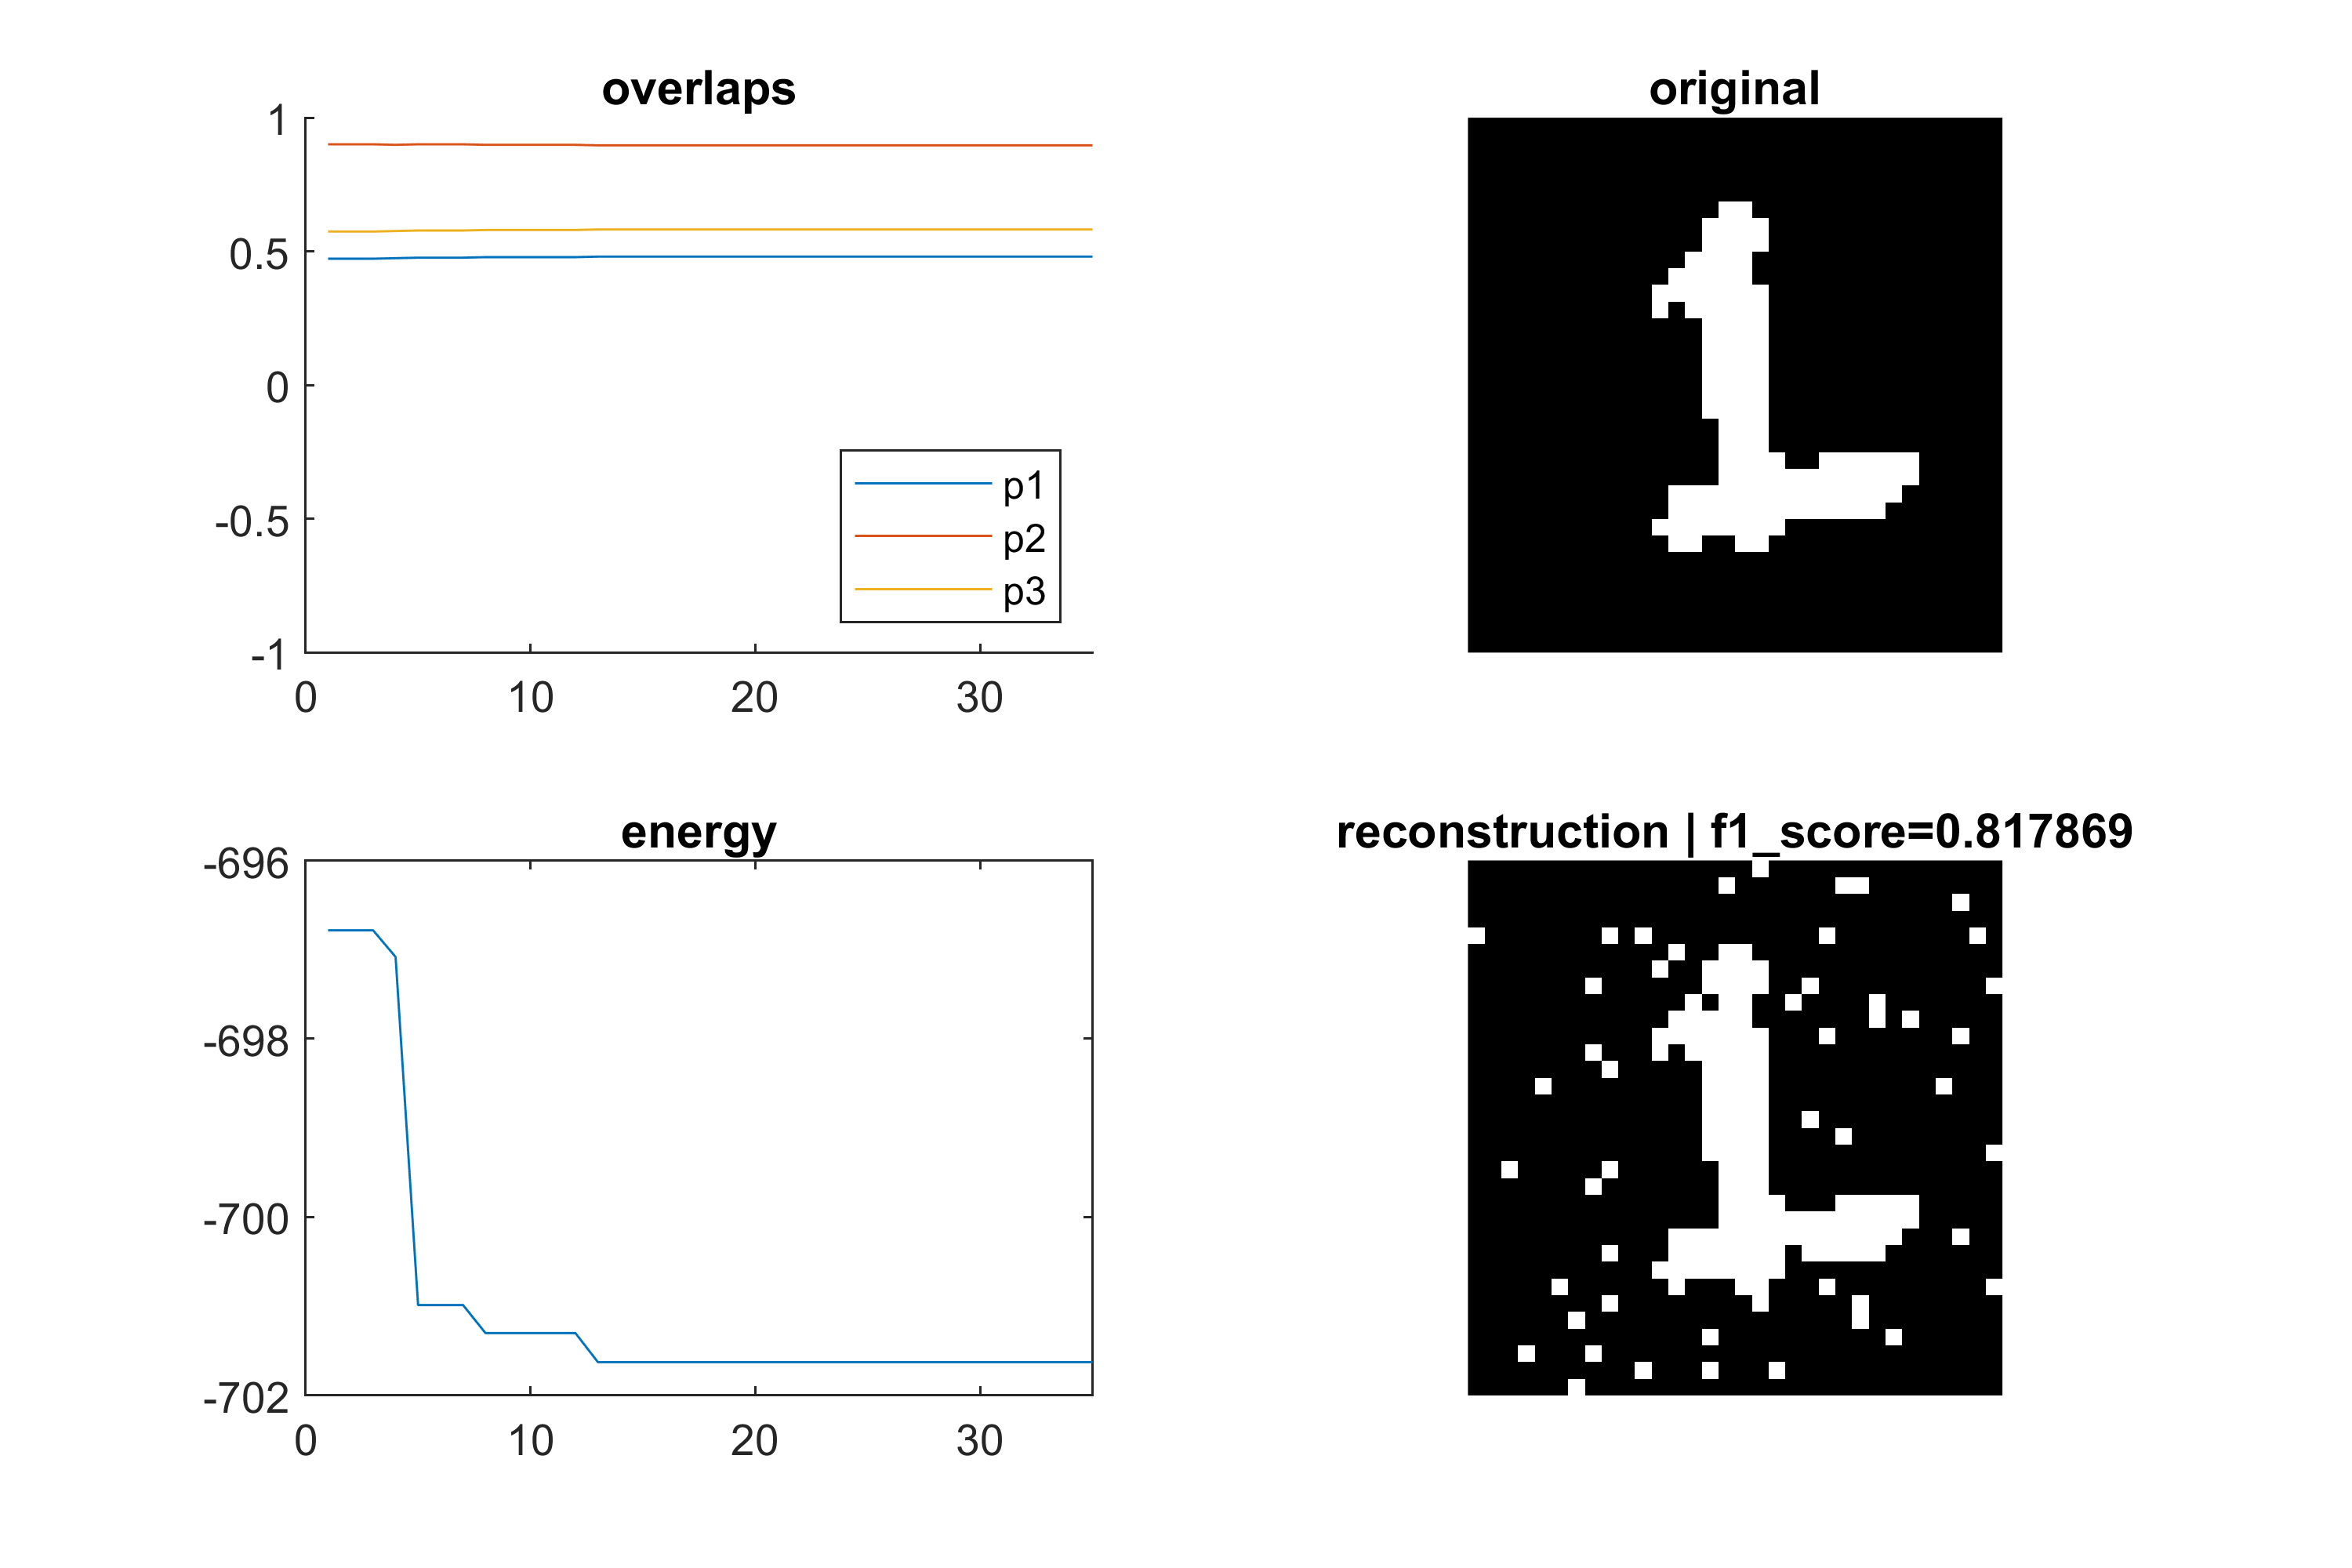 overlaps
1
0.5
0
-0.5
-1
0 10 20 30
p1
p2
p3
original
energy
-696
-698
-700
-702
0 10 20 30
reconstruction | f1_score=0.817869